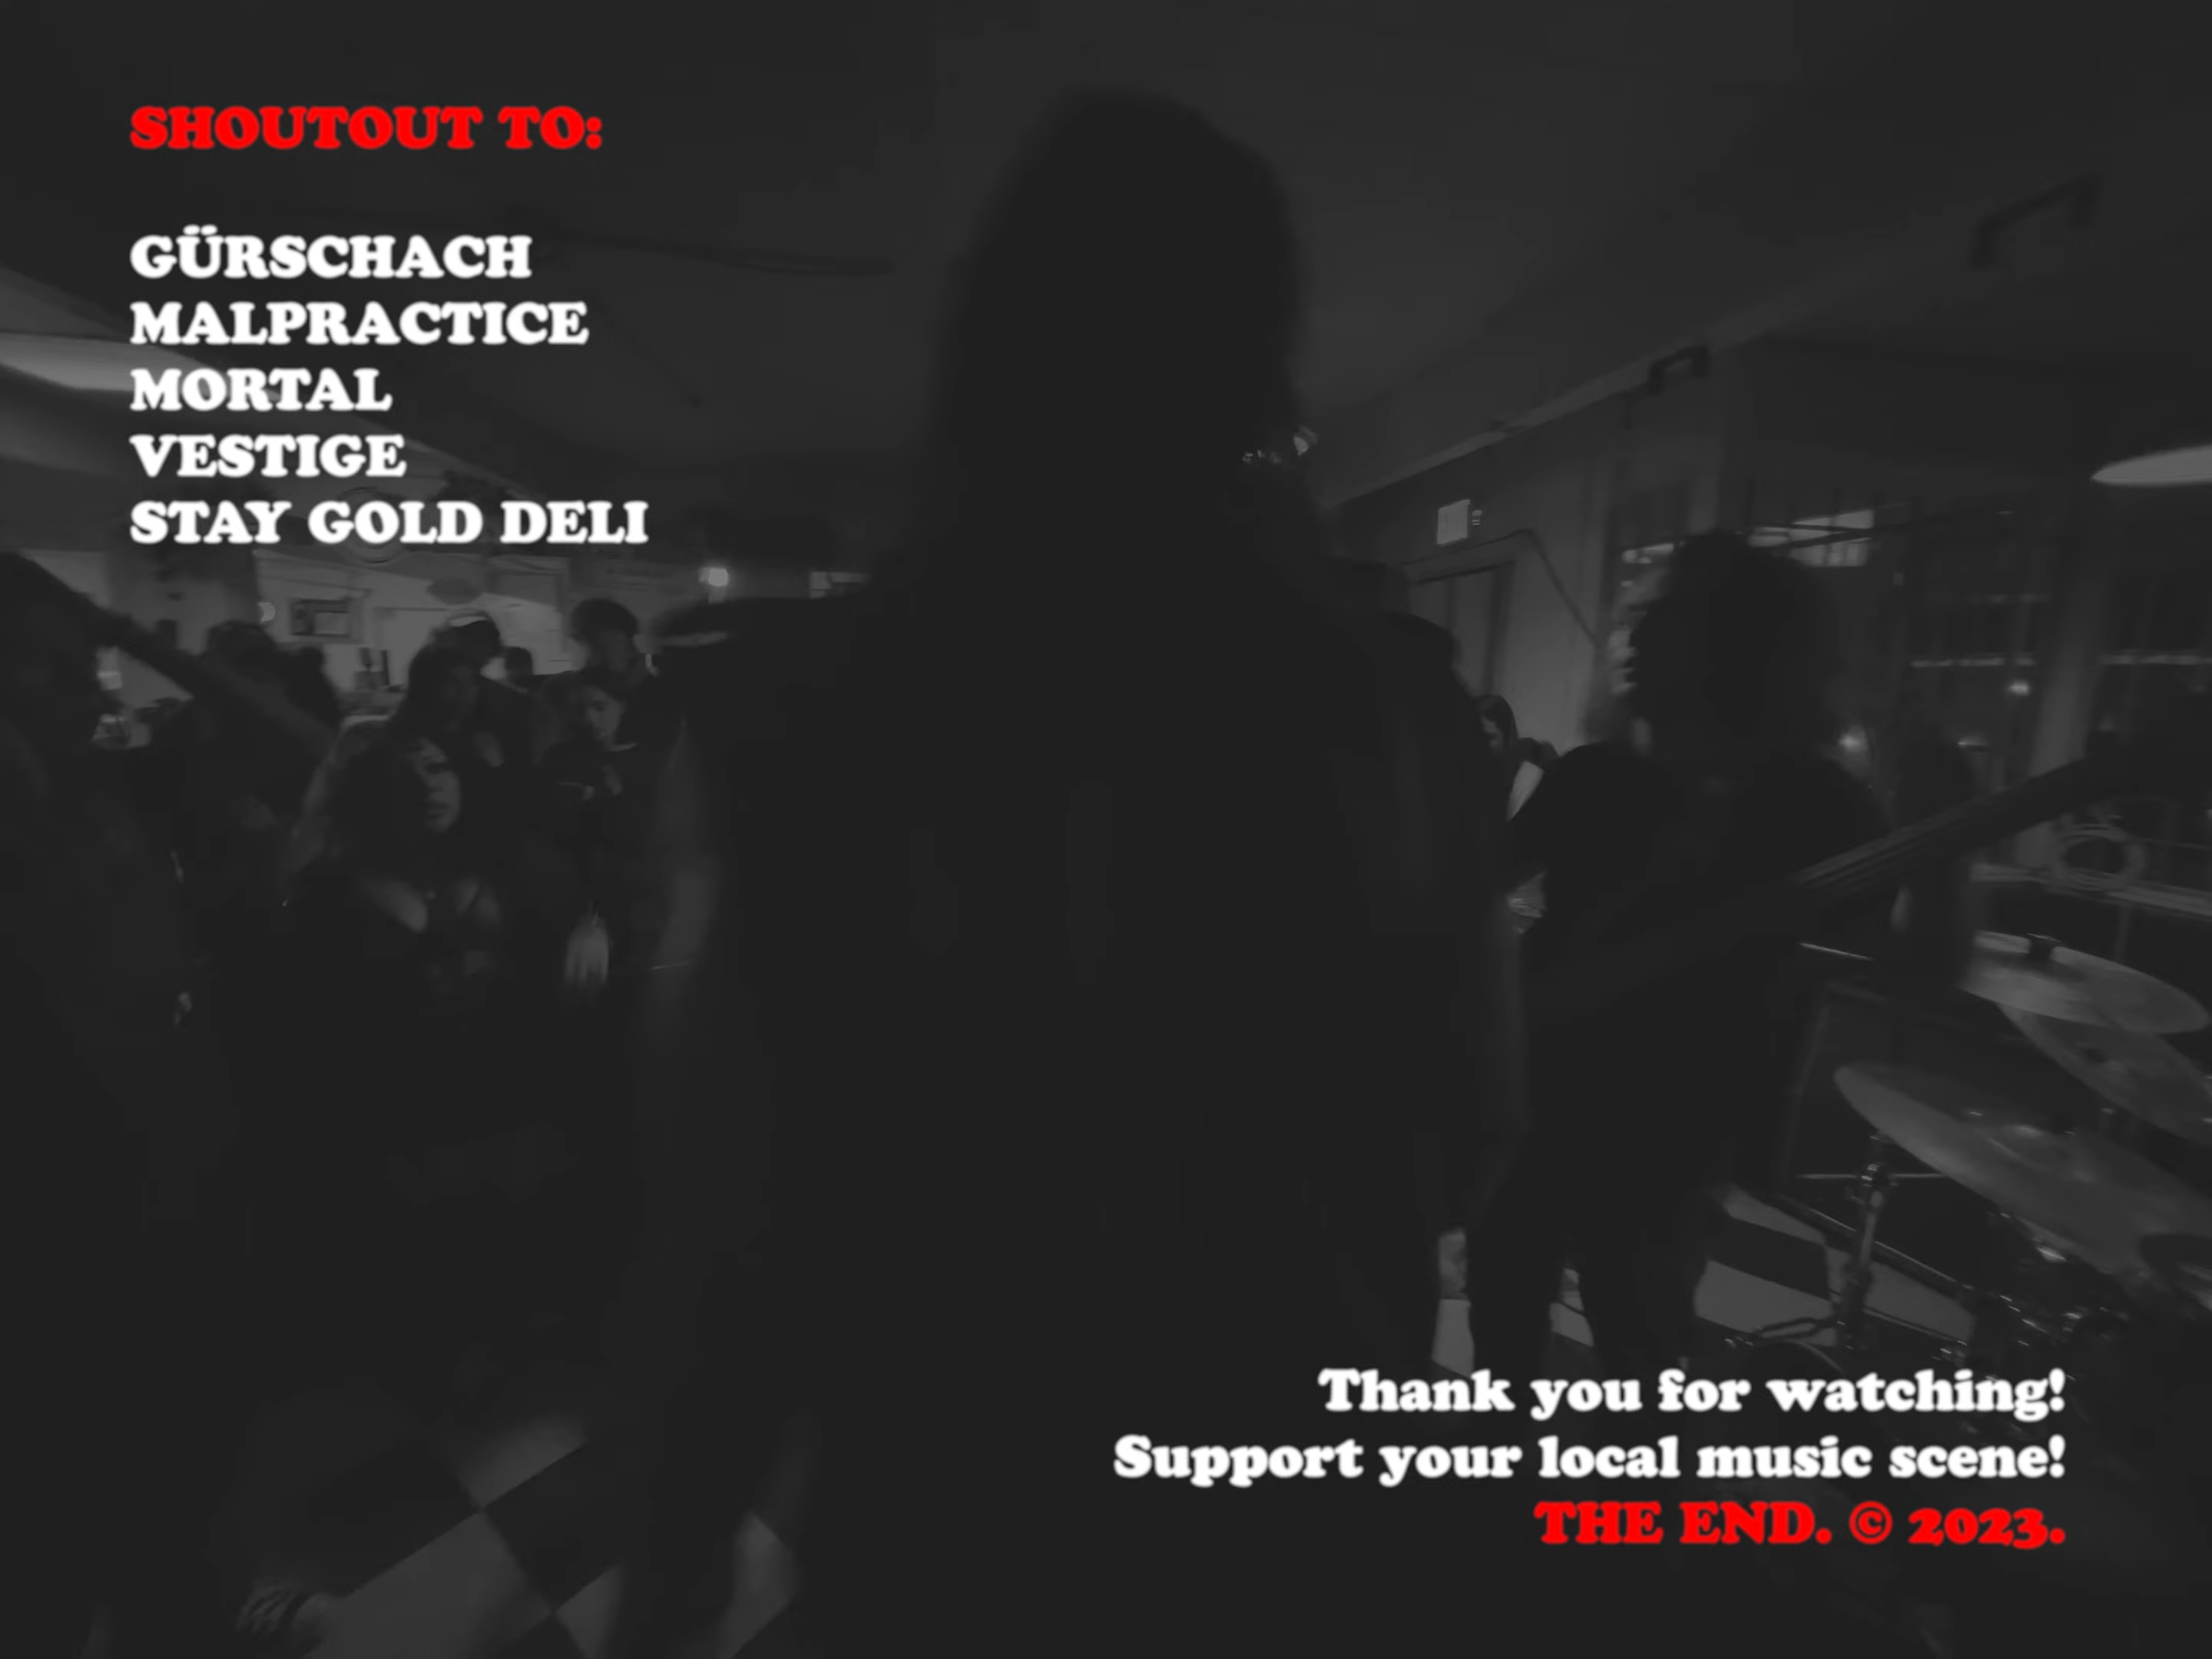 SHOUTOUT TO:
GÜRSCHACH
MALPRACTICE
MORTAL
VESTIGE
STAY GOLD DELI
Thank you for watching!
Support your local music scene!
THE END. © 2023.